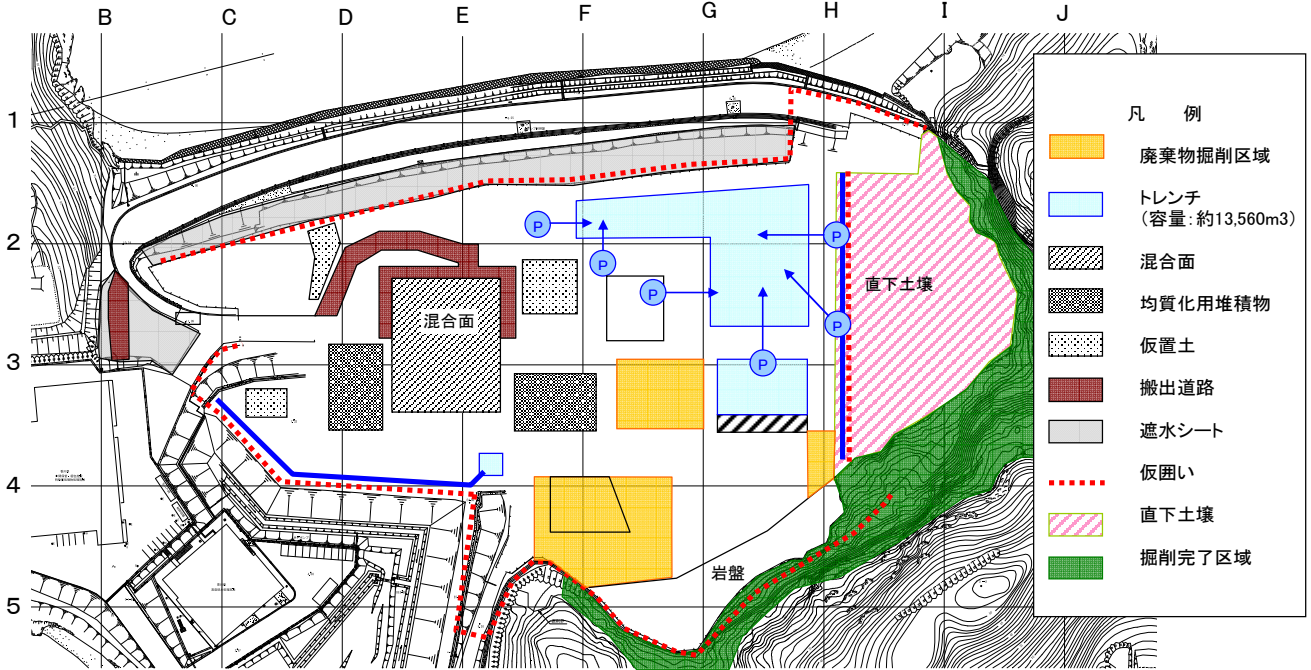 B C D E F G H I J
1
2
3
4
5
P
P
P
P
P
P
混合面
直下土壌
岩盤
凡 例
廃棄物掘削区域
トレンチ
(容量:約13,560m3)
混合面
均質化用堆積物
仮置土
搬出道路
遮水シート
仮囲い
直下土壌
掘削完了区域